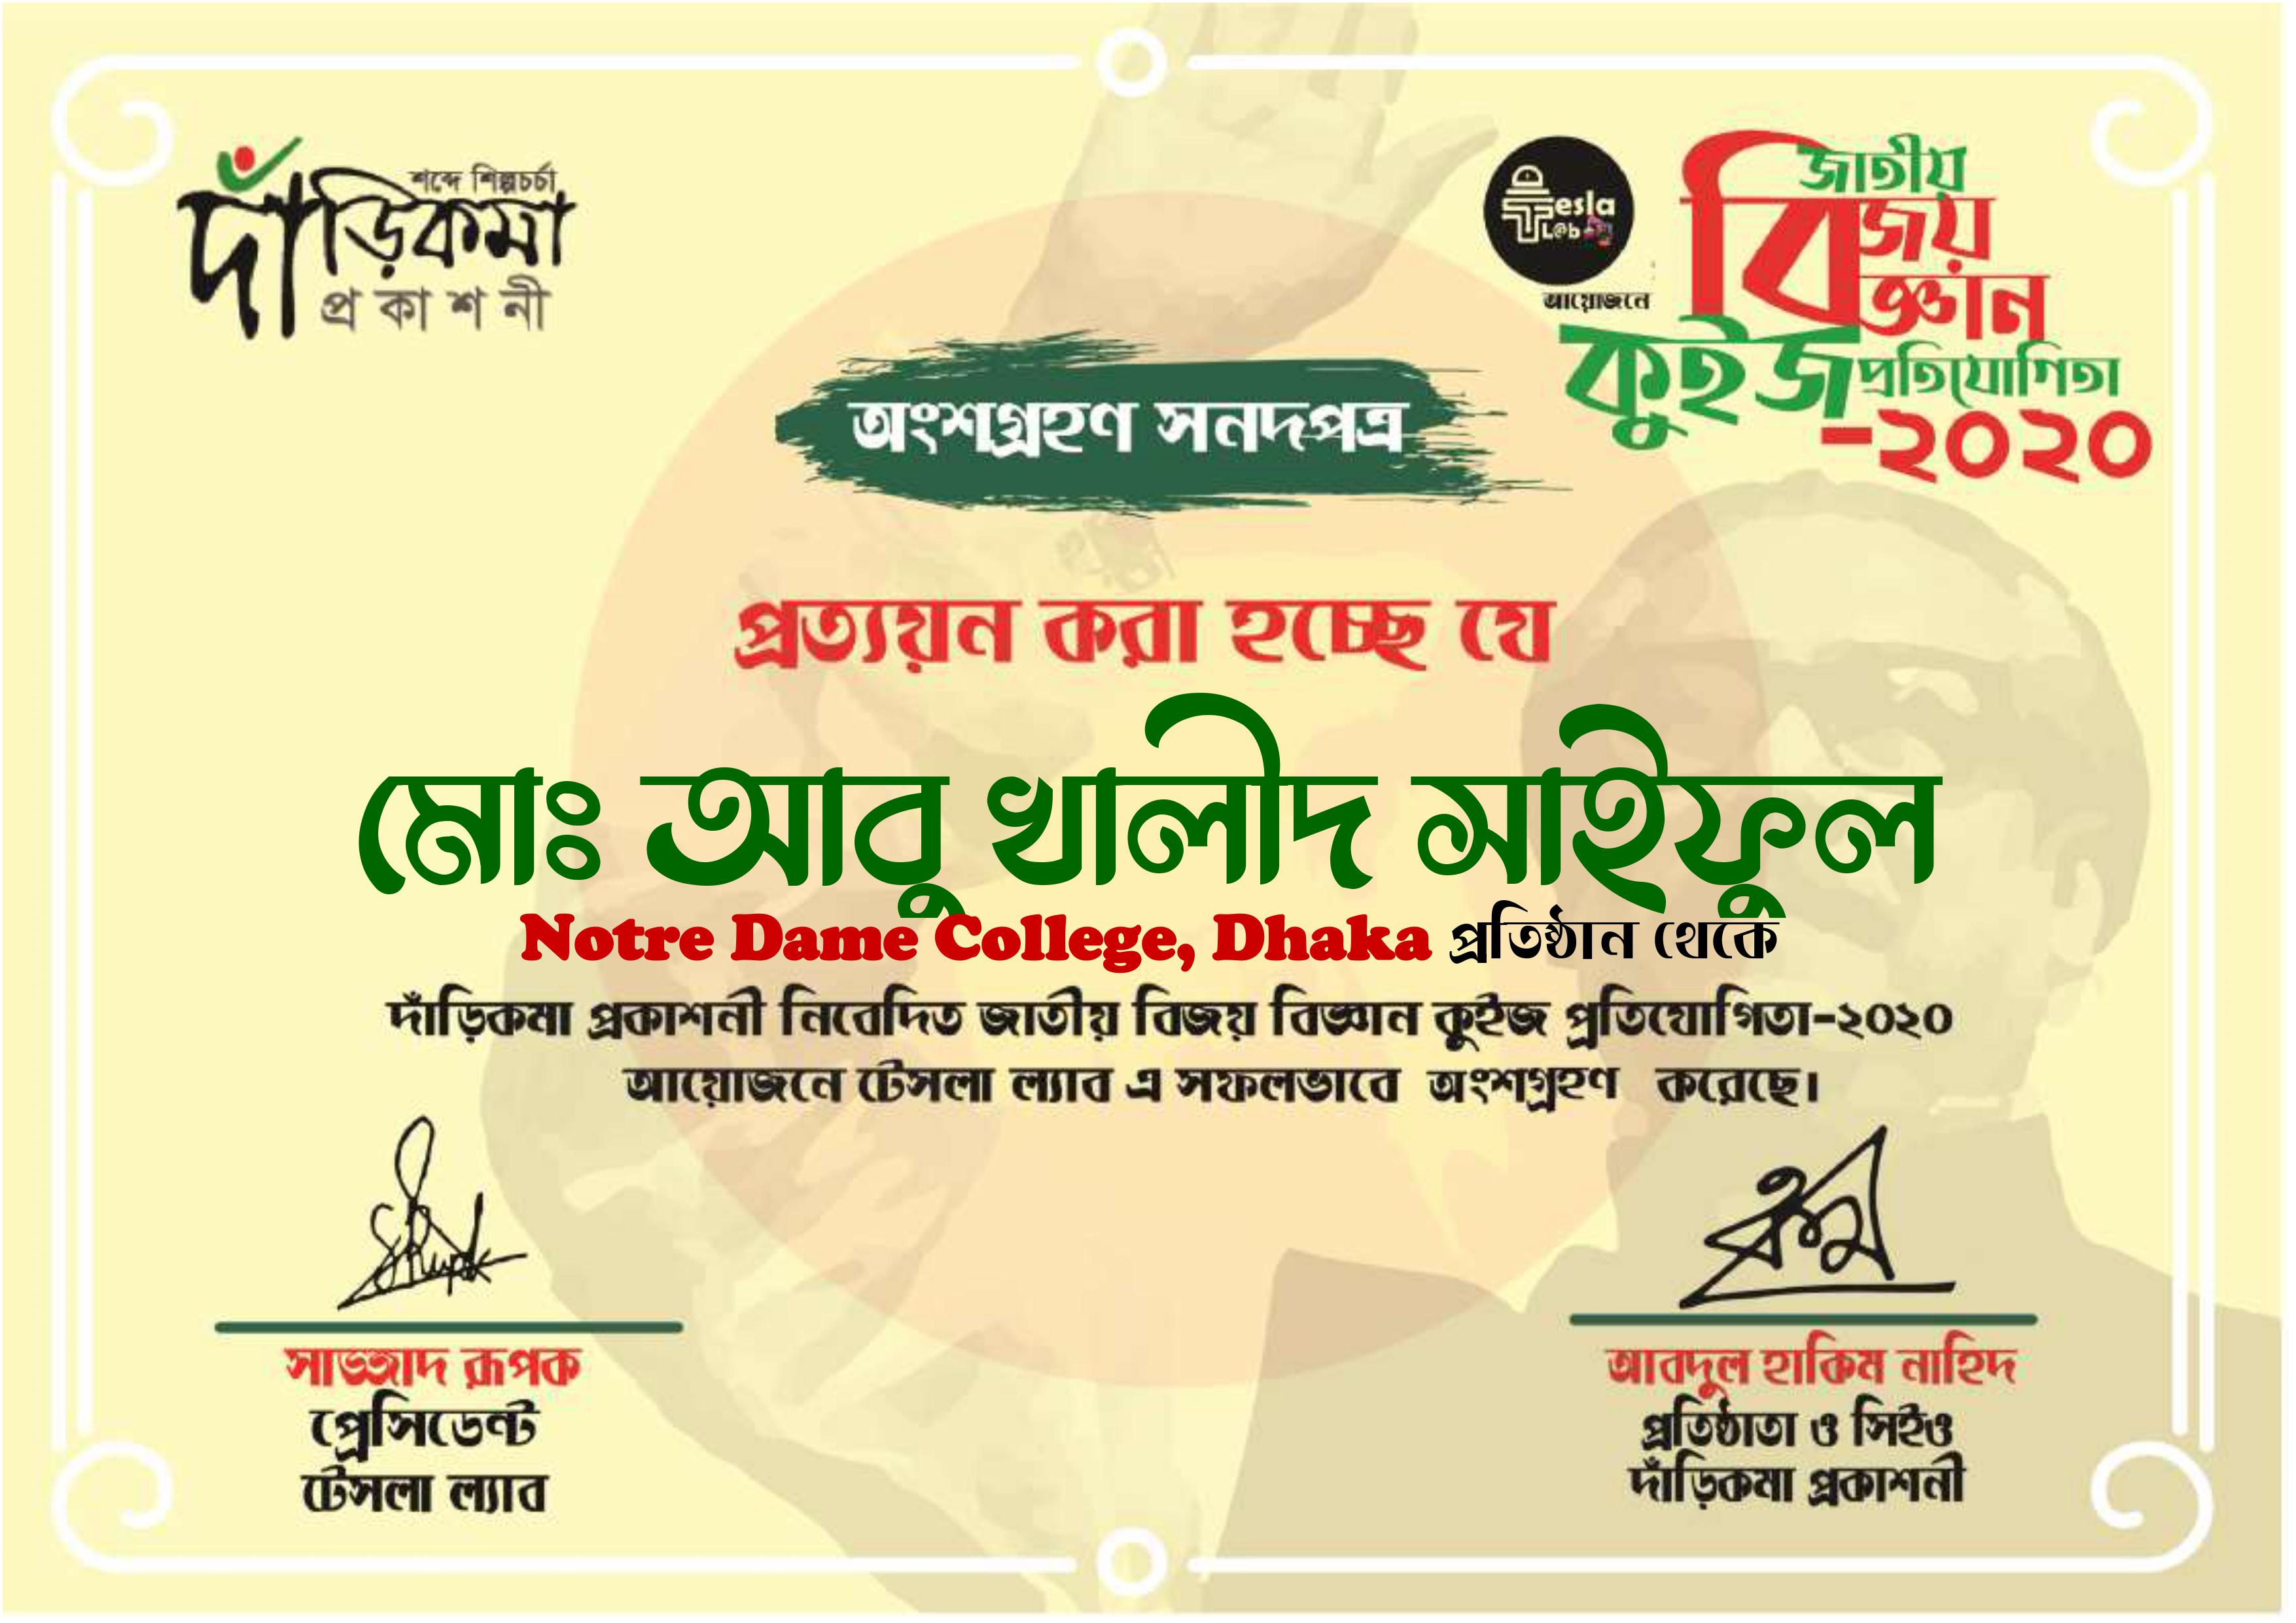 শব্দে শিল্পচর্চা
দাঁড়িকমা
প্রকাশনী
Tesla
L@b
আয়োজনে
জাতীয়
বিজয়
বিজ্ঞান
কুইজ প্রতিযোগিতা
-২০২০
অংশগ্রহণ সনদপত্র
প্রত্যয়ন করা হচ্ছে যে
মোঃ আবু খালীদ সাইফুল
Notre Dame College, Dhaka প্রতিষ্ঠান থেকে
দাঁড়িকমা প্রকাশনী নিবেদিত জাতীয় বিজয় বিজ্ঞান কুইজ প্রতিযোগিতা-২০২০
আয়োজনে টেসলা ল্যাব এ সফলভাবে অংশগ্রহণ করেছে।
সাজ্জাদ রূপক
প্রেসিডেন্ট
টেসলা ল্যাব
আবদুল হাকিম নাহিদ
প্রতিষ্ঠাতা ও সিইও
দাঁড়িকমা প্রকাশনী